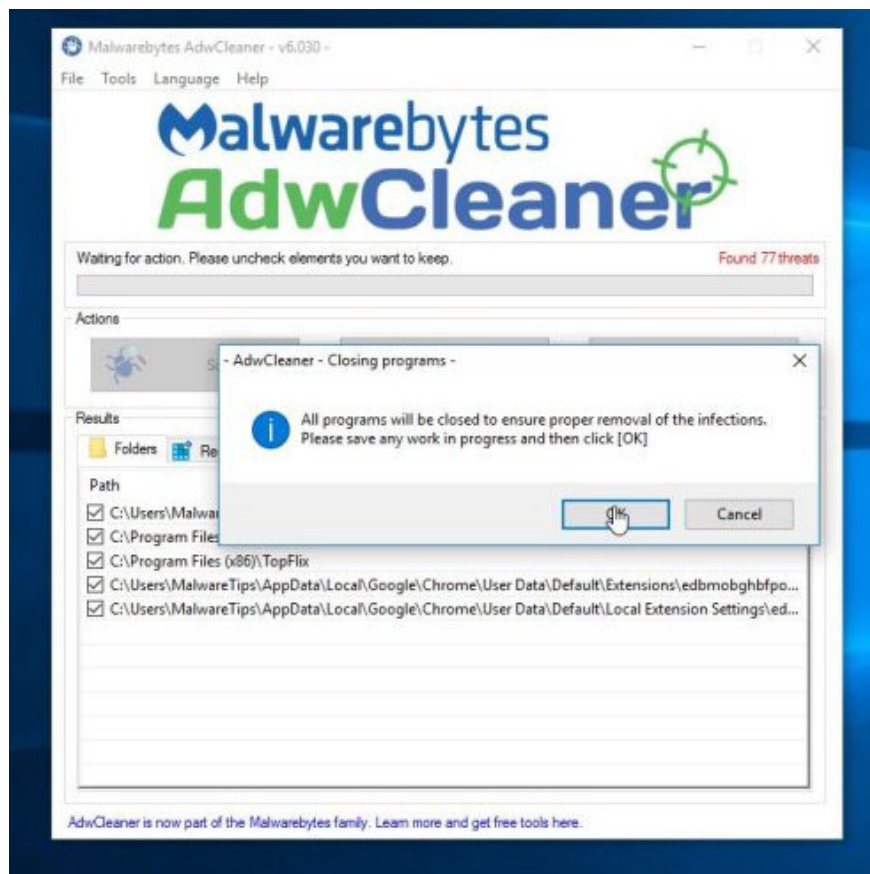 Malwarebytes AdwCleaner - v6.030 -
File Tools Language Help
Malwarebytes
AdwCleaner
Waiting for action. Please uncheck elements you want to keep.
Found 77 threats
Actions
- AdwCleaner - Closing programs -
All programs will be closed to ensure proper removal of the infections.
Please save any work in progress and then click [OK]
OK Cancel
Results
Folders
Path
C:\Users\Malwar
C:\Program Files
C:\Program Files (x86)\TopFlix
C:\Users\MalwareTips\AppData\Local\Google\Chrome\User Data\Default\Extensions\edbmobghbfpo...
C:\Users\MalwareTips\AppData\Local\Google\Chrome\User Data\Default\Local Extension Settings\ed...
AdwCleaner is now part of the Malwarebytes family. Learn more and get free tools here.